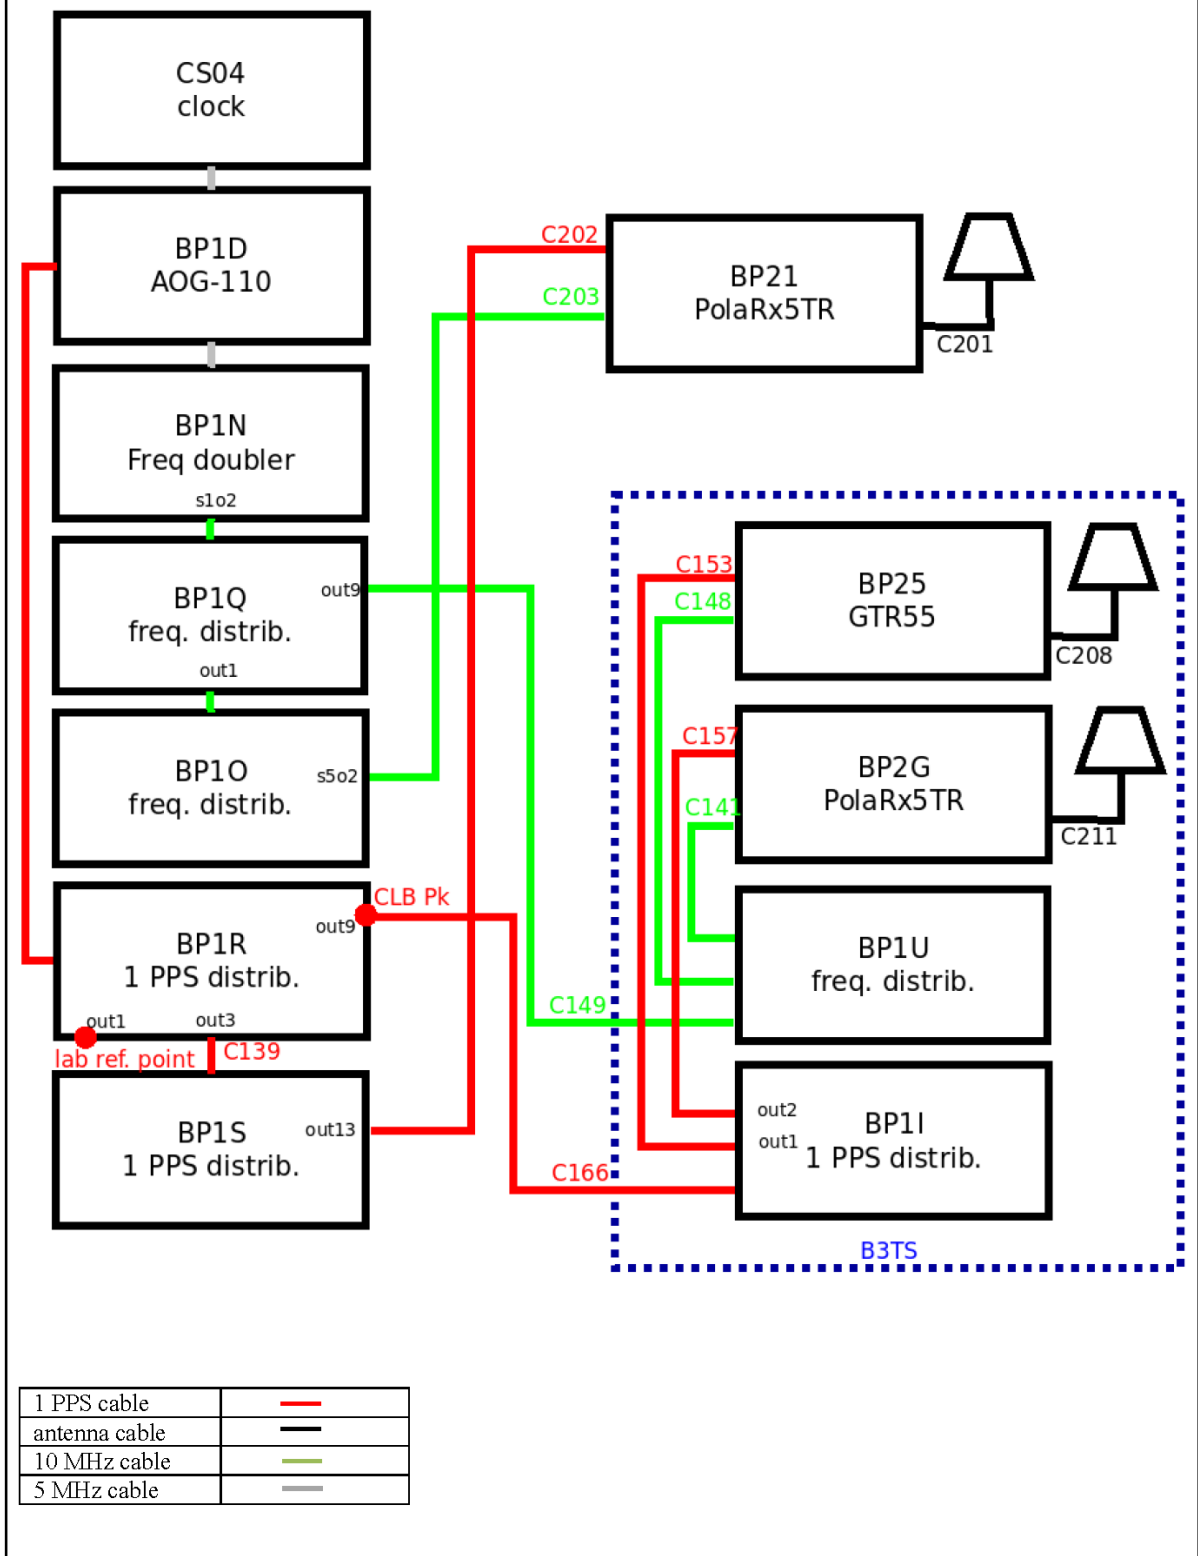 CS04
clock
BP1D
AOG-110
BP1N
Freq doubler
s1o2
out9
BP1Q
freq. distrib.
out1
BP1O
s5o2
freq. distrib.
CLB Pk
out9
BP1R
1 PPS distrib.
out1
out3
lab ref. point
C139
BP1S
out13
1 PPS distrib.
C202
C203
BP21
PolaRx5TR
C201
C153
C148
BP25
GTR55
C208
C157
C141
BP2G
PolaRx5TR
C211
BP1U
freq. distrib.
C149
out2
out1
BP1I
1 PPS distrib.
C166
B3TS
1 PPS cable
antenna cable
10 MHz cable
5 MHz cable